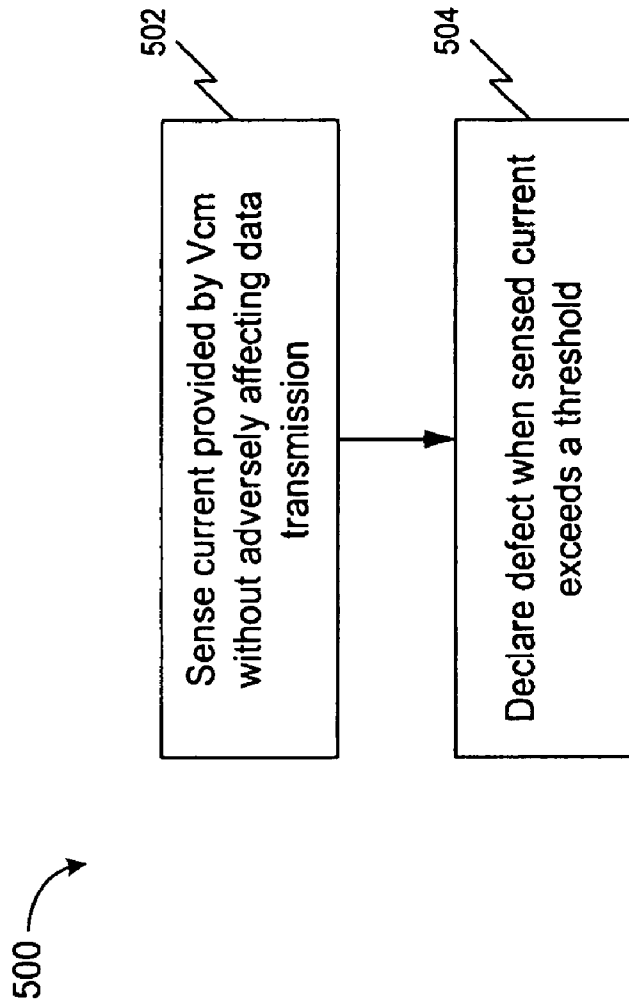 500
502
Sense current provided by Vcm
without adversely affecting data
transmission
504
Declare defect when sensed current
exceeds a threshold